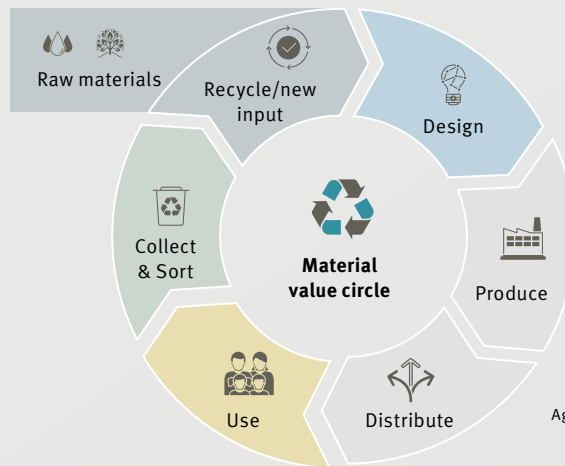 Raw materials
Recycle/new
input
Design
Collect
& Sort
Material
value circle
Produce
Use
Distribute